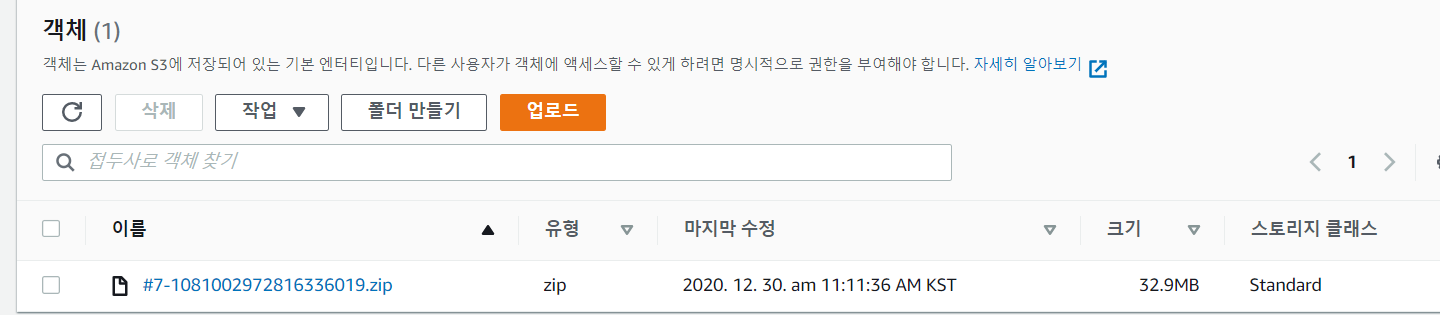 객체 (1)
객체는 Amazon S3에 저장되어 있는 기본 엔터티입니다. 다른 사용자가 객체에 액세스할 수 있게 하려면 명시적으로 권한을 부여해야 합니다. 자세히 알아보기
삭제 작업 폴더 만들기 업로드
접두사로 객체 찾기 1
이름 유형 마지막 수정 크기 스토리지 클래스
#7-1081002972816336019.zip zip 2020. 12. 30. am 11:11:36 AM KST 32.9MB Standard